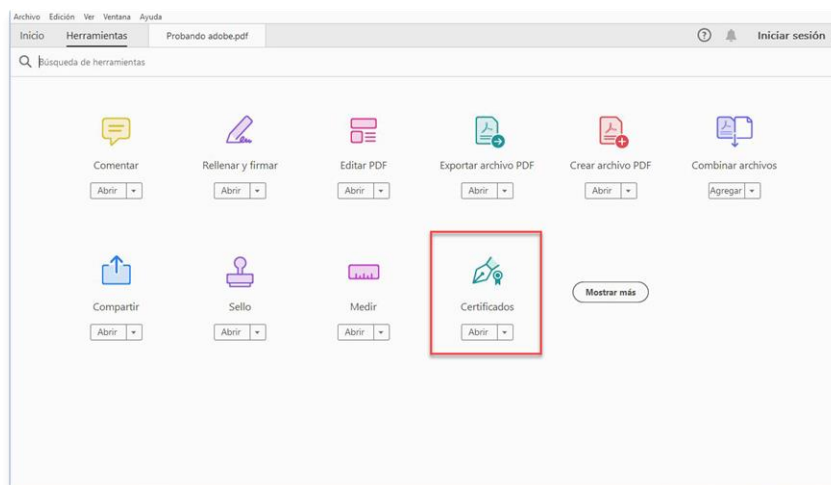 Archivo Edición Ver Ventana Ayuda
Inicio Herramientas Probando adobe.pdf Iniciar sesión
Búsqueda de herramientas
Comentar Rellenar y firmar Editar PDF Exportar archivo PDF Crear archivo PDF Combinar archivos
Abrir Abrir Abrir Abrir Abrir Agregar
Compartir Sello Medir Certificados Mostrar más
Abrir Abrir Abrir Abrir